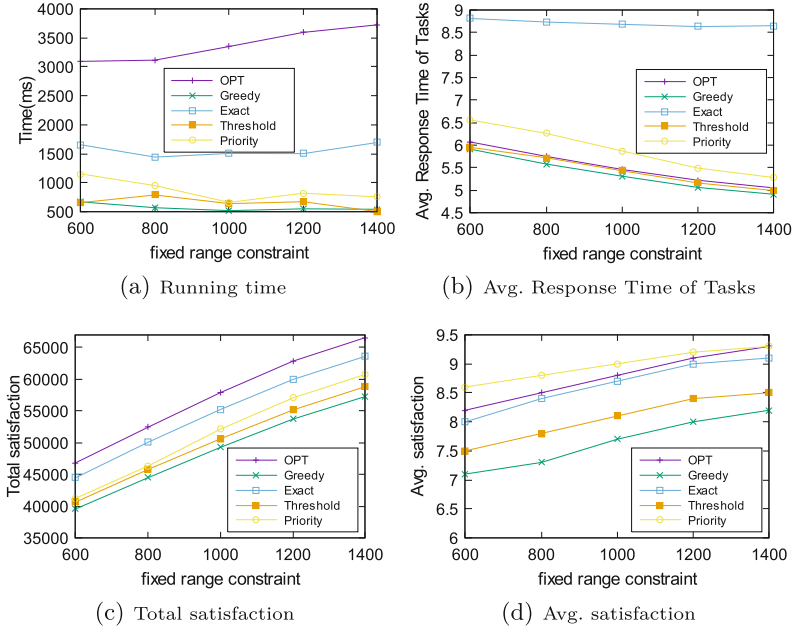 4000
3500
3000
2500
2000
1500
1000
500
Time(ms)
OPT
Greedy
Exact
Threshold
Priority
600 800 1000 1200 1400
fixed range constraint
(a) Running time
9
8.5
8
7.5
7
6.5
6
5.5
5
4.5
Avg. Response Time of Tasks
OPT
Greedy
Exact
Threshold
Priority
600 800 1000 1200 1400
fixed range constraint
(b) Avg. Response Time of Tasks
65000
60000
55000
50000
45000
40000
35000
Total satisfaction
OPT
Greedy
Exact
Threshold
Priority
600 800 1000 1200 1400
fixed range constraint
(c) Total satisfaction
9.5
9
8.5
8
7.5
7
6.5
6
Avg. satisfaction
OPT
Greedy
Exact
Threshold
Priority
600 800 1000 1200 1400
fixed range constraint
(d) Avg. satisfaction